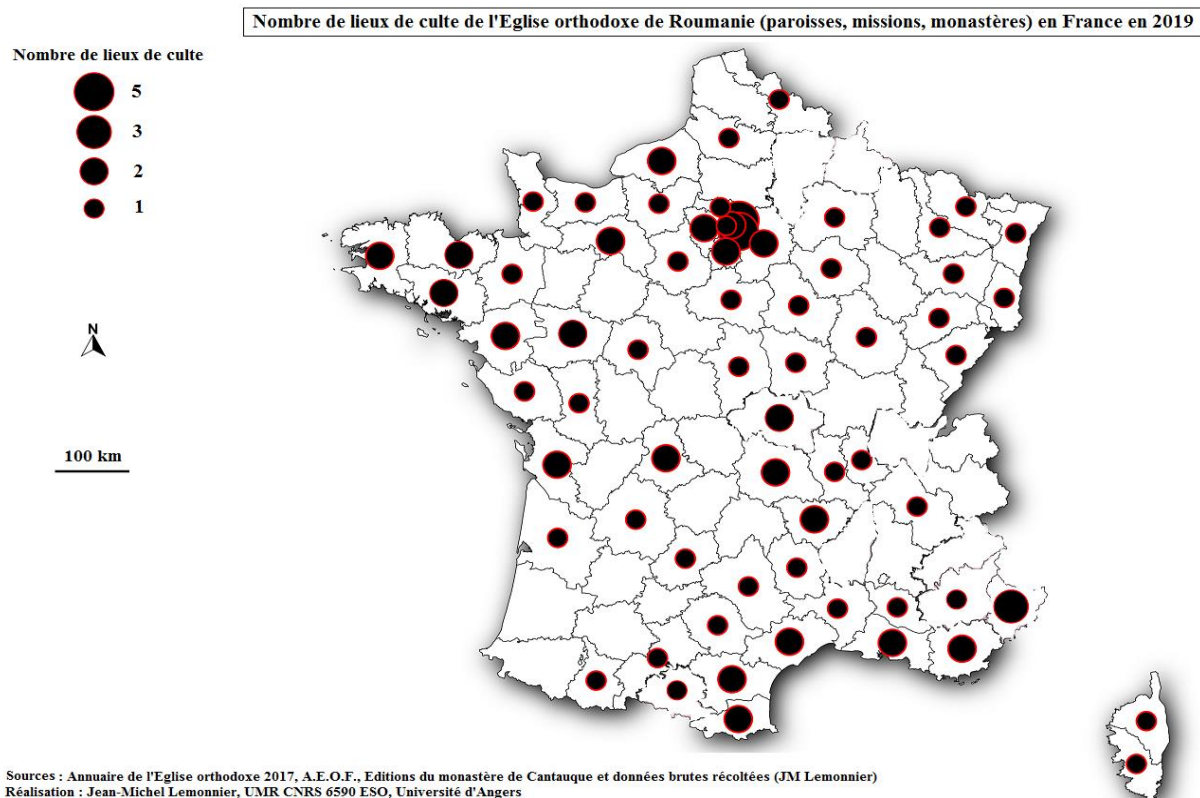 Nombre de lieux de culte de l'Eglise orthodoxe de Roumanie (paroisses, missions, monastères) en France en 2019
Nombre de lieux de culte
5
3
2
1
N
100 km
Sources : Annuaire de l'Eglise orthodoxe 2017, A.E.O.F., Editions du monastère de Cantauque et données brutes récoltées (JM Lemonnier)
Réalisation : Jean-Michel Lemonnier, UMR CNRS 6590 ESO, Université d'Angers